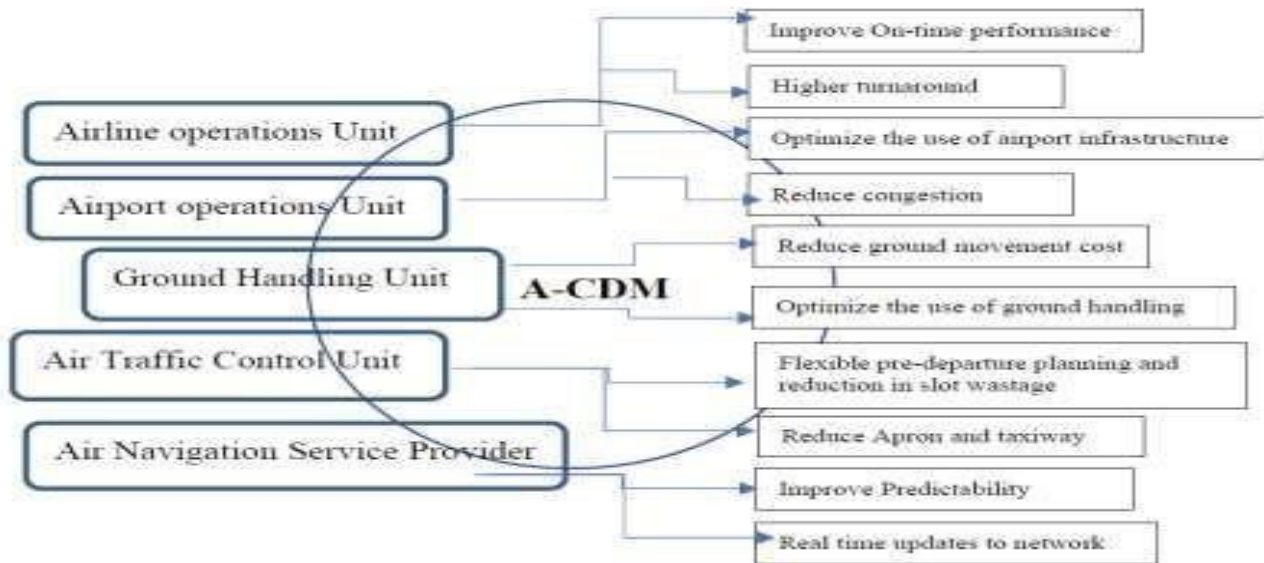 Improve On-time performance
Higher turnaround
Airline operations Unit
Optimize the use of airport infrastructure
Airport operations Unit
Reduce congestion
Ground Handling Unit
Reduce ground movement cost
A-CDM
Optimize the use of ground handling
Air Traffic Control Unit
Flexible pre-departure planning and
reduction in slot wastage
Reduce Apron and taxiway
Air Navigation Service Provider
Improve Predictability
Real time updates to network